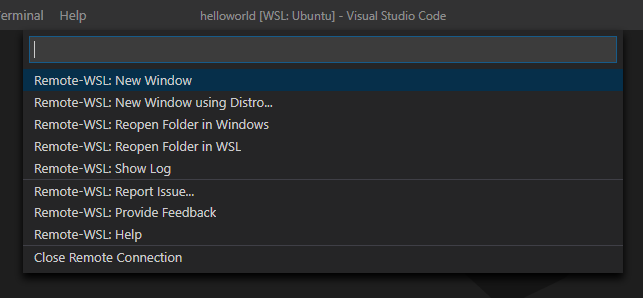 Terminal Help helloworld [WSL: Ubuntu] - Visual Studio Code
Remote-WSL: New Window
Remote-WSL: New Window using Distro...
Remote-WSL: Reopen Folder in Windows
Remote-WSL: Reopen Folder in WSL
Remote-WSL: Show Log
Remote-WSL: Report Issue...
Remote-WSL: Provide Feedback
Remote-WSL: Help
Close Remote Connection